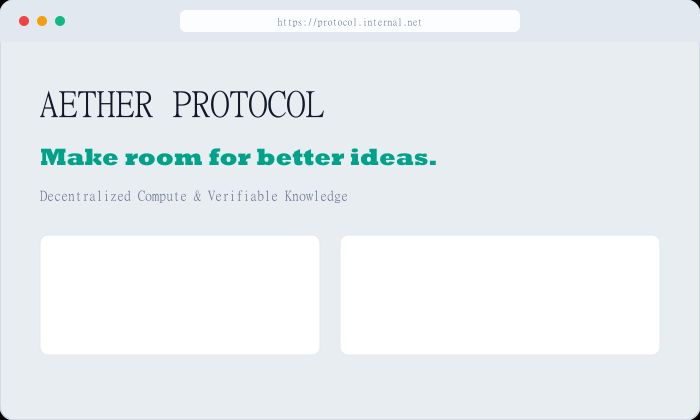 https://protocol.internal.net
AETHER PROTOCOL
Make room for better ideas.
Decentralized Compute & Verifiable Knowledge